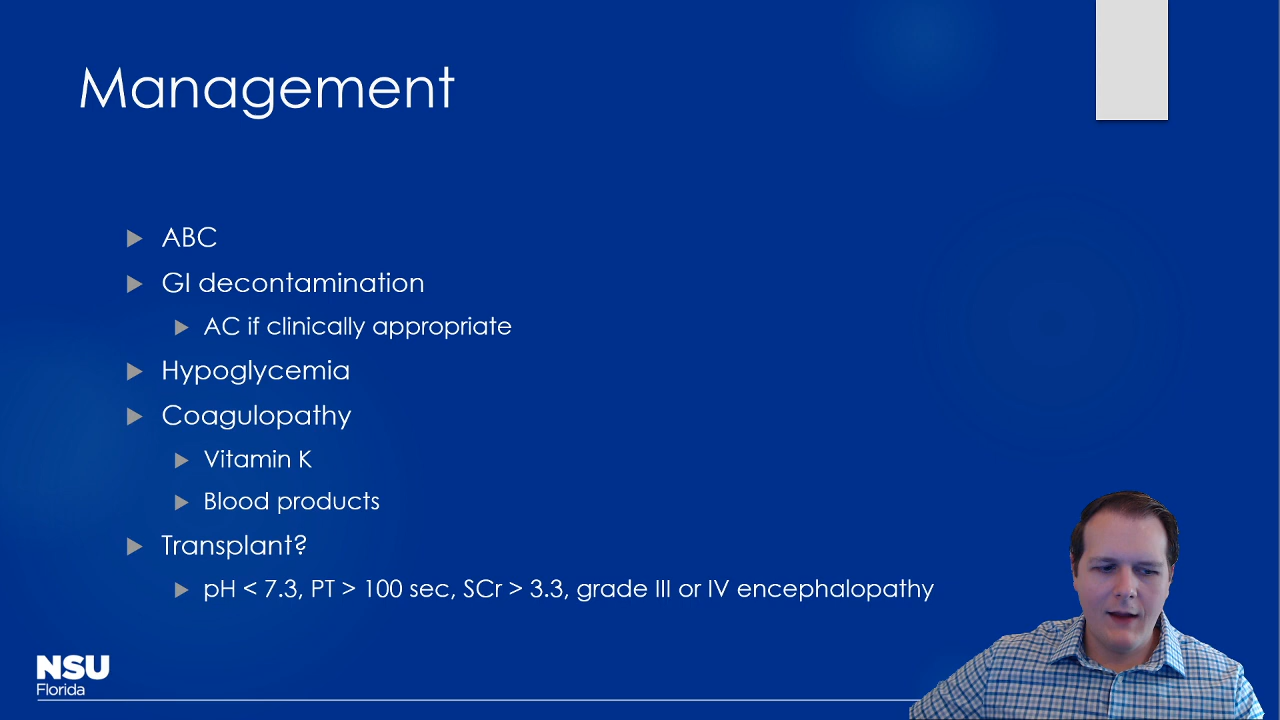 Management
ABC
GI decontamination
AC if clinically appropriate
Hypoglycemia
Coagulopathy
Vitamin K
Blood products
Transplant?
pH < 7.3, PT > 100 sec, SCr > 3.3, grade III or IV encephalopathy
NSU
Florida